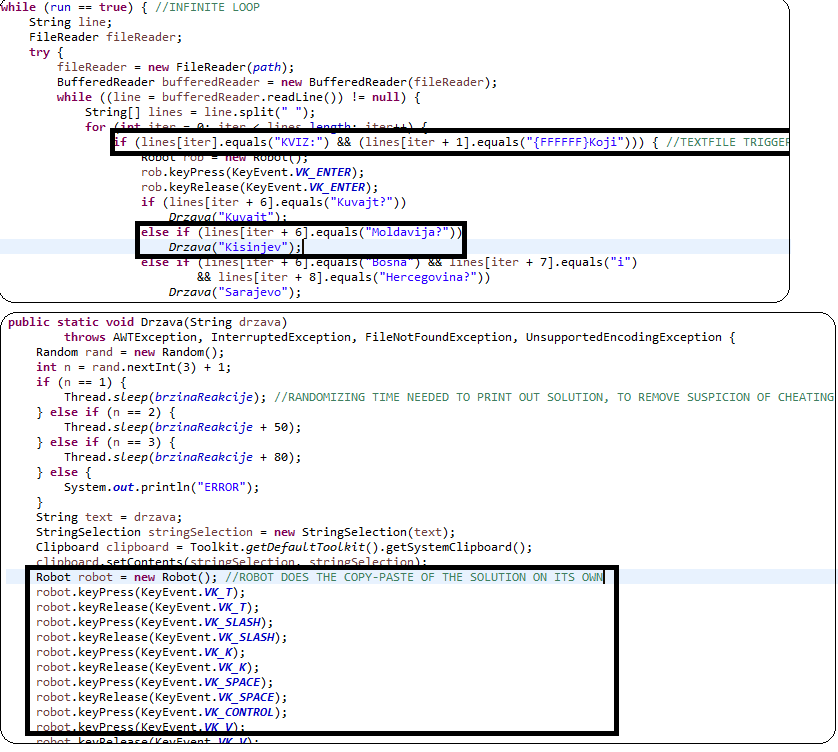 while (run == true) { //INFINITE LOOP
String line;
FileReader fileReader;
try {
fileReader = new FileReader(path);
BufferedReader bufferedReader = new BufferedReader(fileReader);
while ((line = bufferedReader.readLine()) != null) {
String[] lines = line.split(" ");
for (int iter = 0; iter < lines.length; iter++) {
if (lines[iter].equals("KVIZ:") && (lines[iter + 1].equals("{FFFFFF}Koji"))) { //TEXTFILE TRIGGER
Robot rob = new Robot();
rob.keyPress(KeyEvent.VK_ENTER);
rob.keyRelease(KeyEvent.VK_ENTER);
if (lines[iter + 6].equals("Kuvajt?"))
Drzava("Kuvajt");
else if (lines[iter + 6].equals("Moldavija?"))
Drzava("Kisinjev");
else if (lines[iter + 6].equals("Bosna") && lines[iter + 7].equals("i")
&& lines[iter + 8].equals("Hercegovina?"))
Drzava("Sarajevo");
public static void Drzava(String drzava)
throws AWTException, InterruptedException, FileNotFoundException, UnsupportedEncodingException {
Random rand = new Random();
int n = rand.nextInt(3) + 1;
if (n == 1) {
Thread.sleep(brzinaReakcije); //RANDOMIZING TIME NEEDED TO PRINT OUT SOLUTION, TO REMOVE SUSPICION OF CHEATING
} else if (n == 2) {
Thread.sleep(brzinaReakcije + 50);
} else if (n == 3) {
Thread.sleep(brzinaReakcije + 80);
} else {
System.out.println("ERROR");
}
String text = drzava;
StringSelection stringSelection = new StringSelection(text);
Clipboard clipboard = Toolkit.getDefaultToolkit().getSystemClipboard();
clipboard.setContents(stringSelection, stringSelection);
Robot robot = new Robot(); //ROBOT DOES THE COPY-PASTE OF THE SOLUTION ON ITS OWN
robot.keyPress(KeyEvent.VK_T);
robot.keyRelease(KeyEvent.VK_T);
robot.keyPress(KeyEvent.VK_SLASH);
robot.keyRelease(KeyEvent.VK_SLASH);
robot.keyPress(KeyEvent.VK_K);
robot.keyRelease(KeyEvent.VK_K);
robot.keyPress(KeyEvent.VK_SPACE);
robot.keyRelease(KeyEvent.VK_SPACE);
robot.keyPress(KeyEvent.VK_CONTROL);
robot.keyPress(KeyEvent.VK_V);
robot.keyRelease(KeyEvent.VK_V);